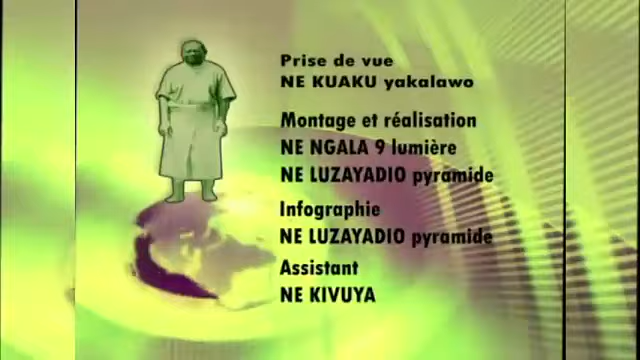 Prise de vue
NE KUAKU yakalawo
Montage et réalisation
NE NGALA 9 lumière
NE LUZAYADIO pyramide
Infographie
NE LUZAYADIO pyramide
Assistant
NE KIVUYA